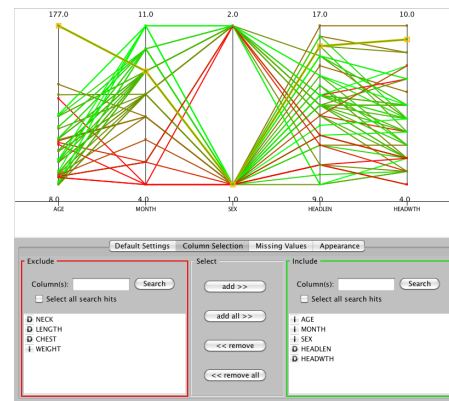 177.0 11.0 2.0 17.0 10.0
8.0 4.0 1.0 9.0 4.0
AGE MONTH SEX HEADLEN HEADWTH
Default Settings Column Selection Missing Values Appearance
Exclude Select Include
Column(s): Search add >> Column(s): Search
Select all search hits Select all search hits
add all >>
D NECK I AGE
D LENGTH I MONTH
D CHEST << remove I SEX
I WEIGHT D HEADLEN
D HEADWTH
<< remove all